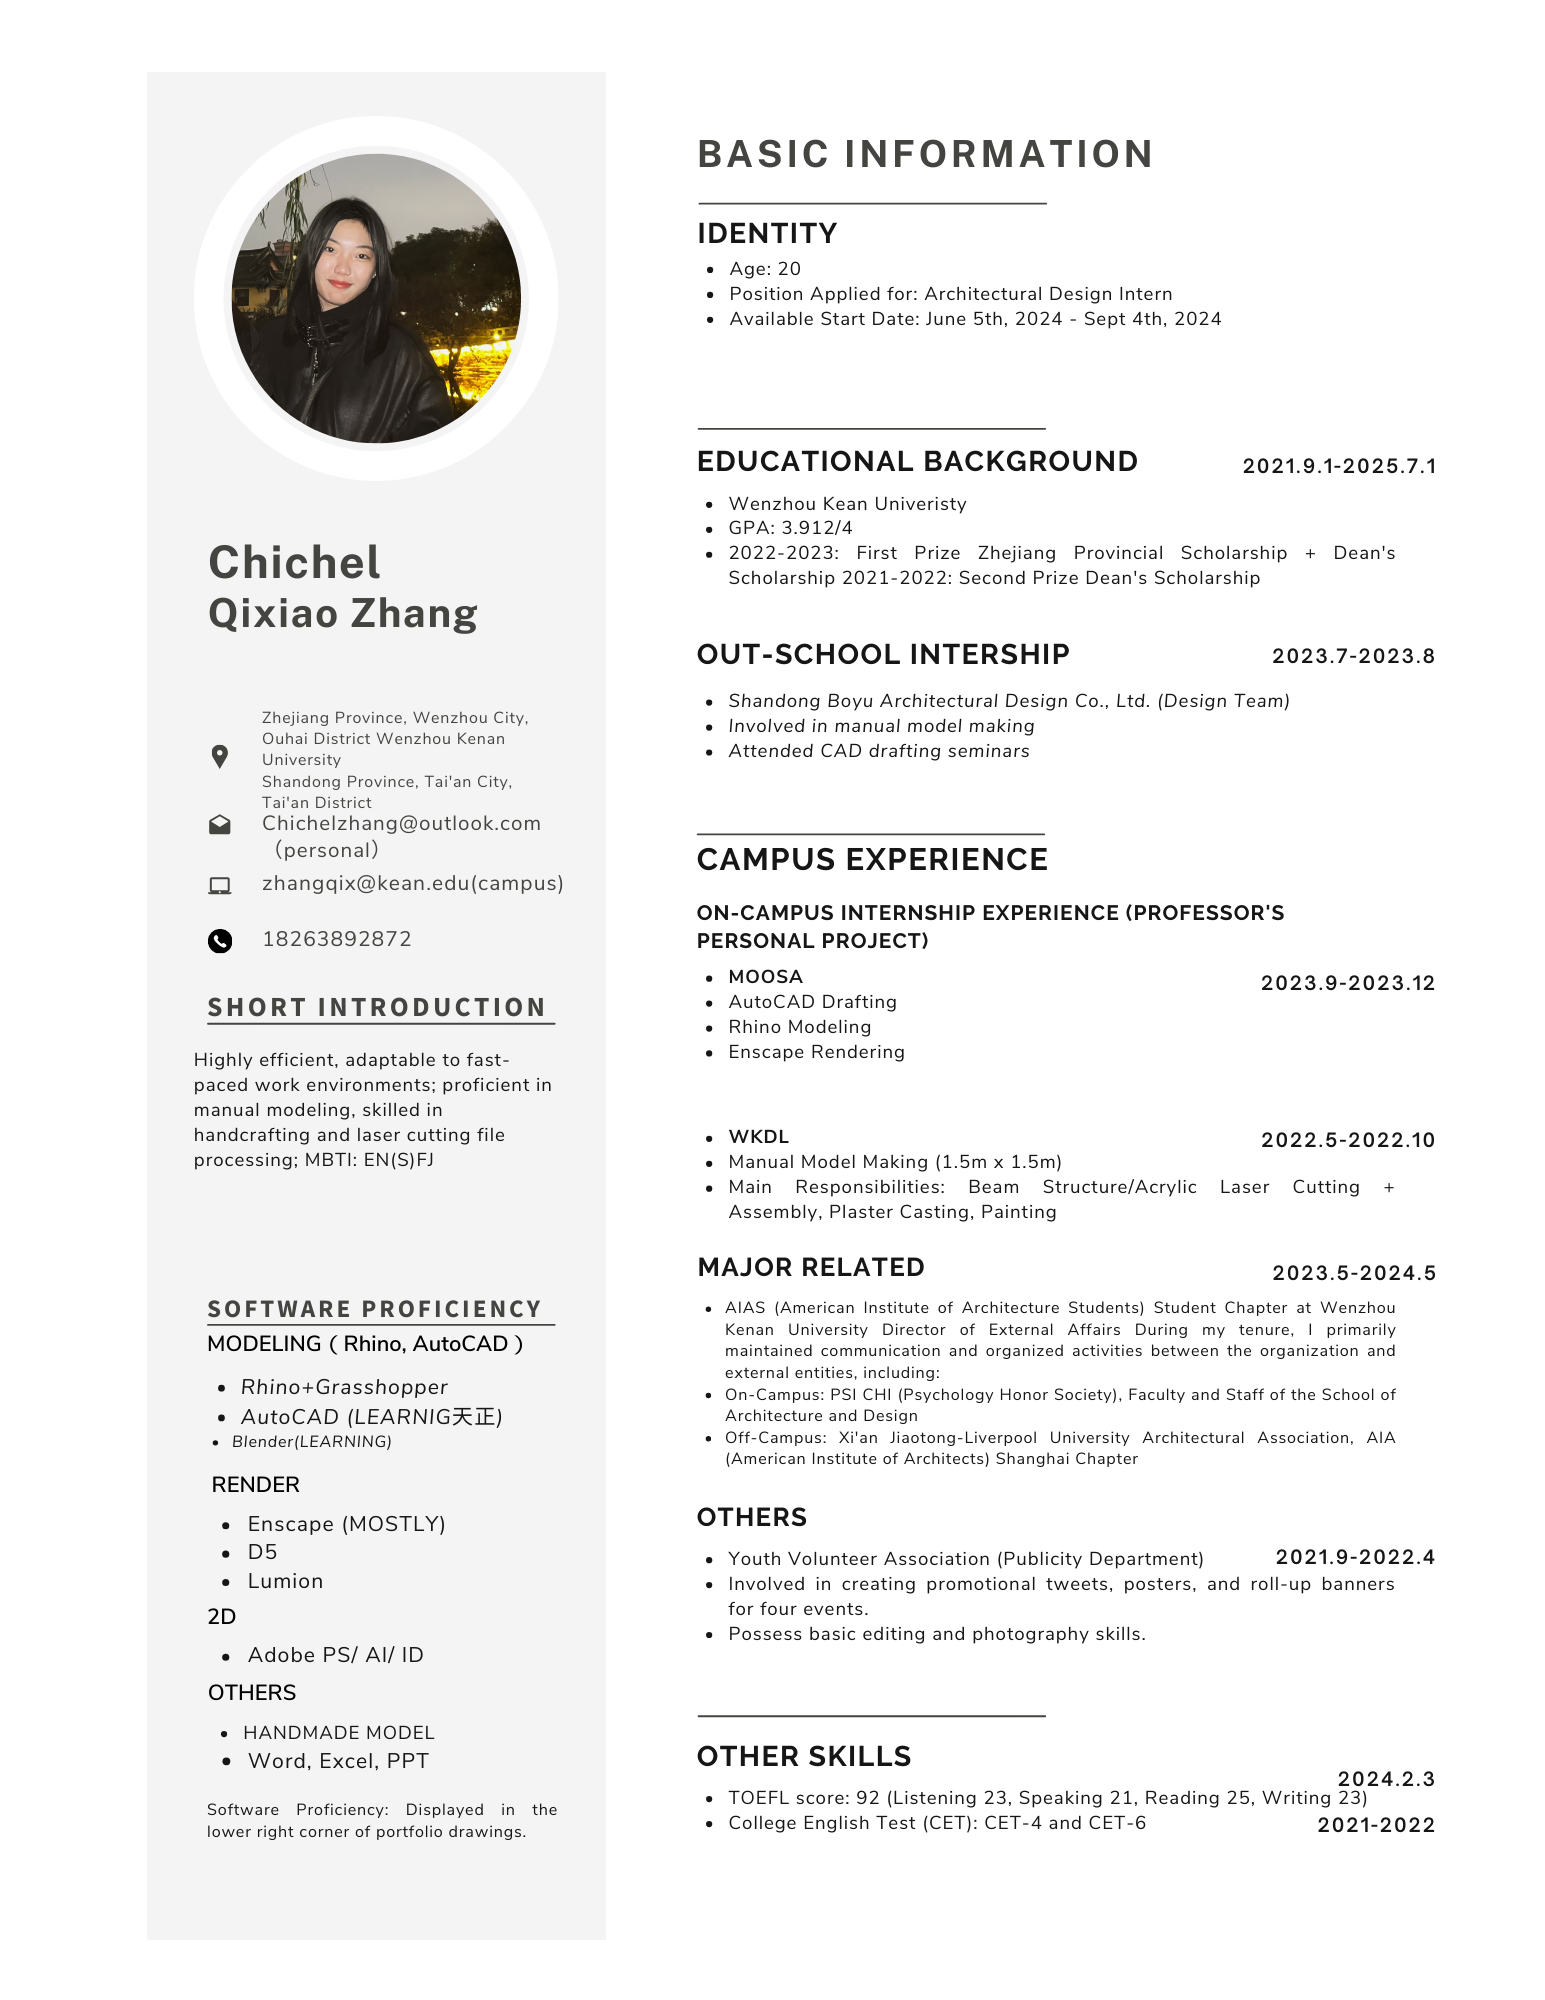 Chichel
Qixiao Zhang
Zhejiang Province, Wenzhou City,
Ouhai District Wenzhou Kenan
University
Shandong Province, Tai'an City,
Tai'an District
Chichelzhang@outlook.com
（personal）
zhangqix@kean.edu(campus)
18263892872
SHORT INTRODUCTION
Highly efficient, adaptable to fast-
paced work environments; proficient in
manual modeling, skilled in
handcrafting and laser cutting file
processing; MBTI: EN(S)FJ
SOFTWARE PROFICIENCY
MODELING ( Rhino, AutoCAD )
• Rhino+Grasshopper
• AutoCAD (LEARNIG天正)
• Blender(LEARNING)
RENDER
• Enscape (MOSTLY)
• D5
• Lumion
2D
• Adobe PS/ AI/ ID
OTHERS
• HANDMADE MODEL
• Word, Excel, PPT
Software Proficiency: Displayed in the
lower right corner of portfolio drawings.
BASIC INFORMATION
IDENTITY
• Age: 20
• Position Applied for: Architectural Design Intern
• Available Start Date: June 5th, 2024 - Sept 4th, 2024
EDUCATIONAL BACKGROUND 2021.9.1-2025.7.1
• Wenzhou Kean Univeristy
• GPA: 3.912/4
• 2022-2023: First Prize Zhejiang Provincial Scholarship + Dean's
Scholarship 2021-2022: Second Prize Dean's Scholarship
OUT-SCHOOL INTERSHIP 2023.7-2023.8
• Shandong Boyu Architectural Design Co., Ltd. (Design Team)
• Involved in manual model making
• Attended CAD drafting seminars
CAMPUS EXPERIENCE
ON-CAMPUS INTERNSHIP EXPERIENCE (PROFESSOR'S
PERSONAL PROJECT)
• MOOSA 2023.9-2023.12
• AutoCAD Drafting
• Rhino Modeling
• Enscape Rendering
• WKDL 2022.5-2022.10
• Manual Model Making (1.5m x 1.5m)
• Main Responsibilities: Beam Structure/Acrylic Laser Cutting +
Assembly, Plaster Casting, Painting
MAJOR RELATED 2023.5-2024.5
• AIAS (American Institute of Architecture Students) Student Chapter at Wenzhou
Kenan University Director of External Affairs During my tenure, I primarily
maintained communication and organized activities between the organization and
external entities, including:
• On-Campus: PSI CHI (Psychology Honor Society), Faculty and Staff of the School of
Architecture and Design
• Off-Campus: Xi'an Jiaotong-Liverpool University Architectural Association, AIA
(American Institute of Architects) Shanghai Chapter
OTHERS
• Youth Volunteer Association (Publicity Department) 2021.9-2022.4
• Involved in creating promotional tweets, posters, and roll-up banners
for four events.
• Possess basic editing and photography skills.
OTHER SKILLS
2024.2.3
• TOEFL score: 92 (Listening 23, Speaking 21, Reading 25, Writing 23)
• College English Test (CET): CET-4 and CET-6 2021-2022